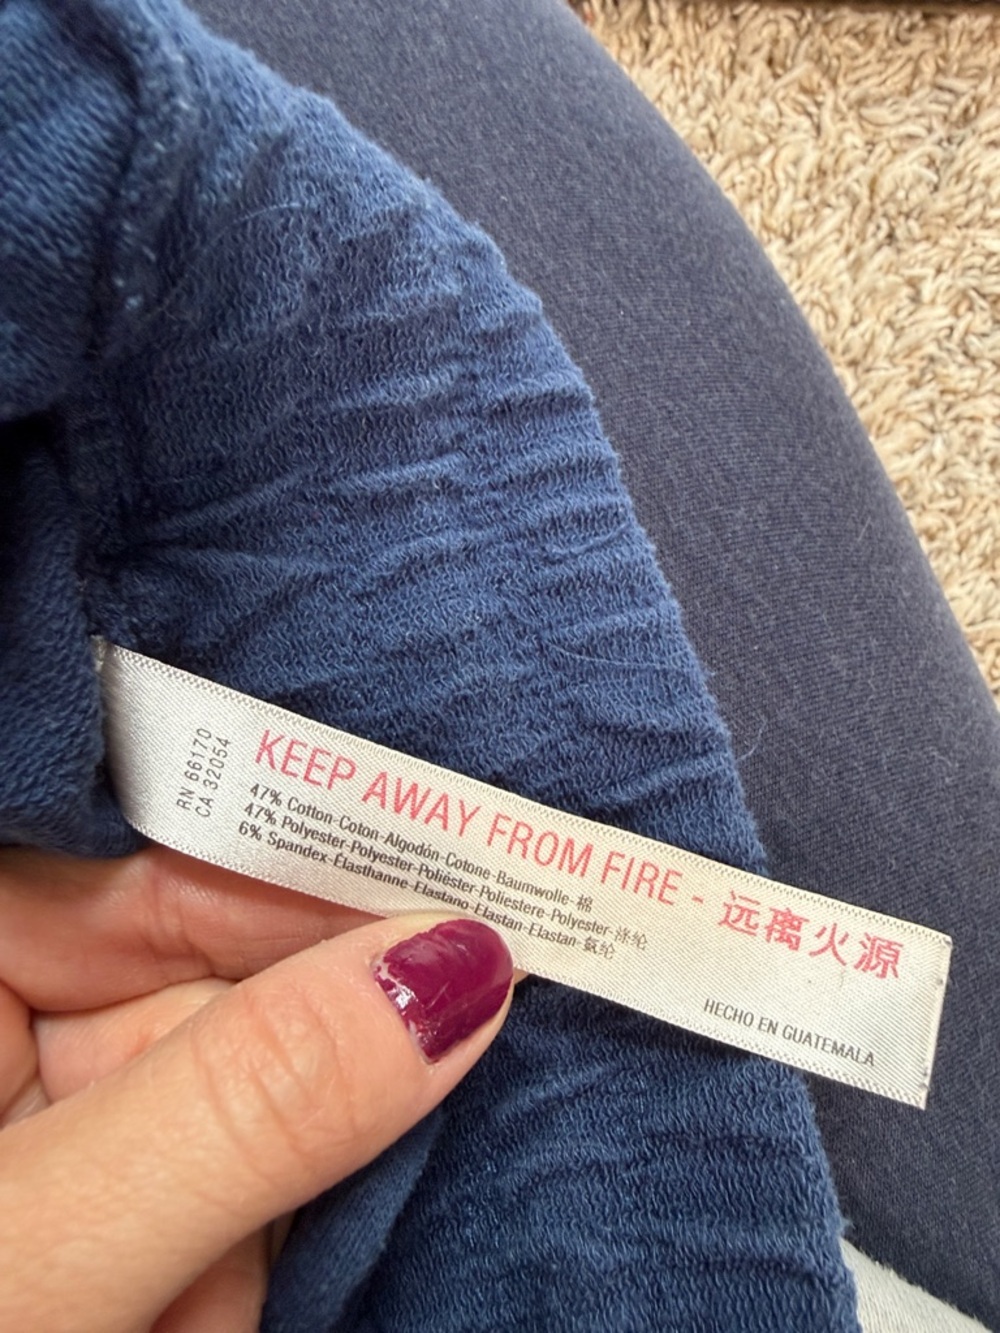 RN 66170
CA 32054
KEEP AWAY FROM FIRE - 远离火源
47% Cotton-Coton-Algodón-Cotone-Baumwolle-棉
47% Polyester-Polyester-Poliéster-Poliestere-Polyester-涤纶
6% Spandex-Élasthanne-Elastano-Elastan-Elastan-氨纶
HECHO EN GUATEMALA